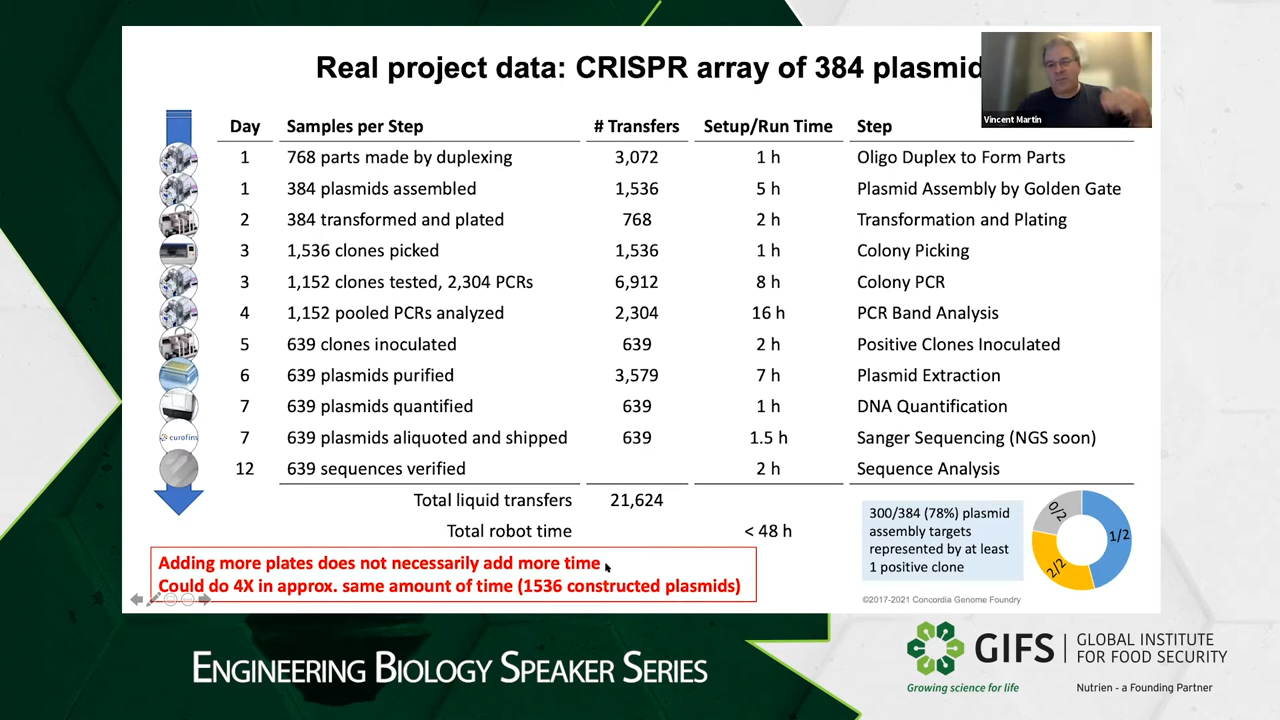 Real project data: CRISPR array of 384 plasmid
Vincent Martin
Day Samples per Step # Transfers Setup/Run Time Step
1 768 parts made by duplexing 3,072 1 h Oligo Duplex to Form Parts
1 384 plasmids assembled 1,536 5 h Plasmid Assembly by Golden Gate
2 384 transformed and plated 768 2 h Transformation and Plating
3 1,536 clones picked 1,536 1 h Colony Picking
3 1,152 clones tested, 2,304 PCRs 6,912 8 h Colony PCR
4 1,152 pooled PCRs analyzed 2,304 16 h PCR Band Analysis
5 639 clones inoculated 639 2 h Positive Clones Inoculated
6 639 plasmids purified 3,579 7 h Plasmid Extraction
7 639 plasmids quantified 639 1 h DNA Quantification
eurofins 7 639 plasmids aliquoted and shipped 639 1.5 h Sanger Sequencing (NGS soon)
12 639 sequences verified 2 h Sequence Analysis
Total liquid transfers 21,624
Total robot time < 48 h
Adding more plates does not necessarily add more time
Could do 4X in approx. same amount of time (1536 constructed plasmids)
300/384 (78%) plasmid
assembly targets
represented by at least
1 positive clone
0/2
1/2
2/2
©2017-2021 Concordia Genome Foundry
ENGINEERING BIOLOGY SPEAKER SERIES
GIFS
GLOBAL INSTITUTE
FOR FOOD SECURITY
Growing science for life
Nutrien - a Founding Partner